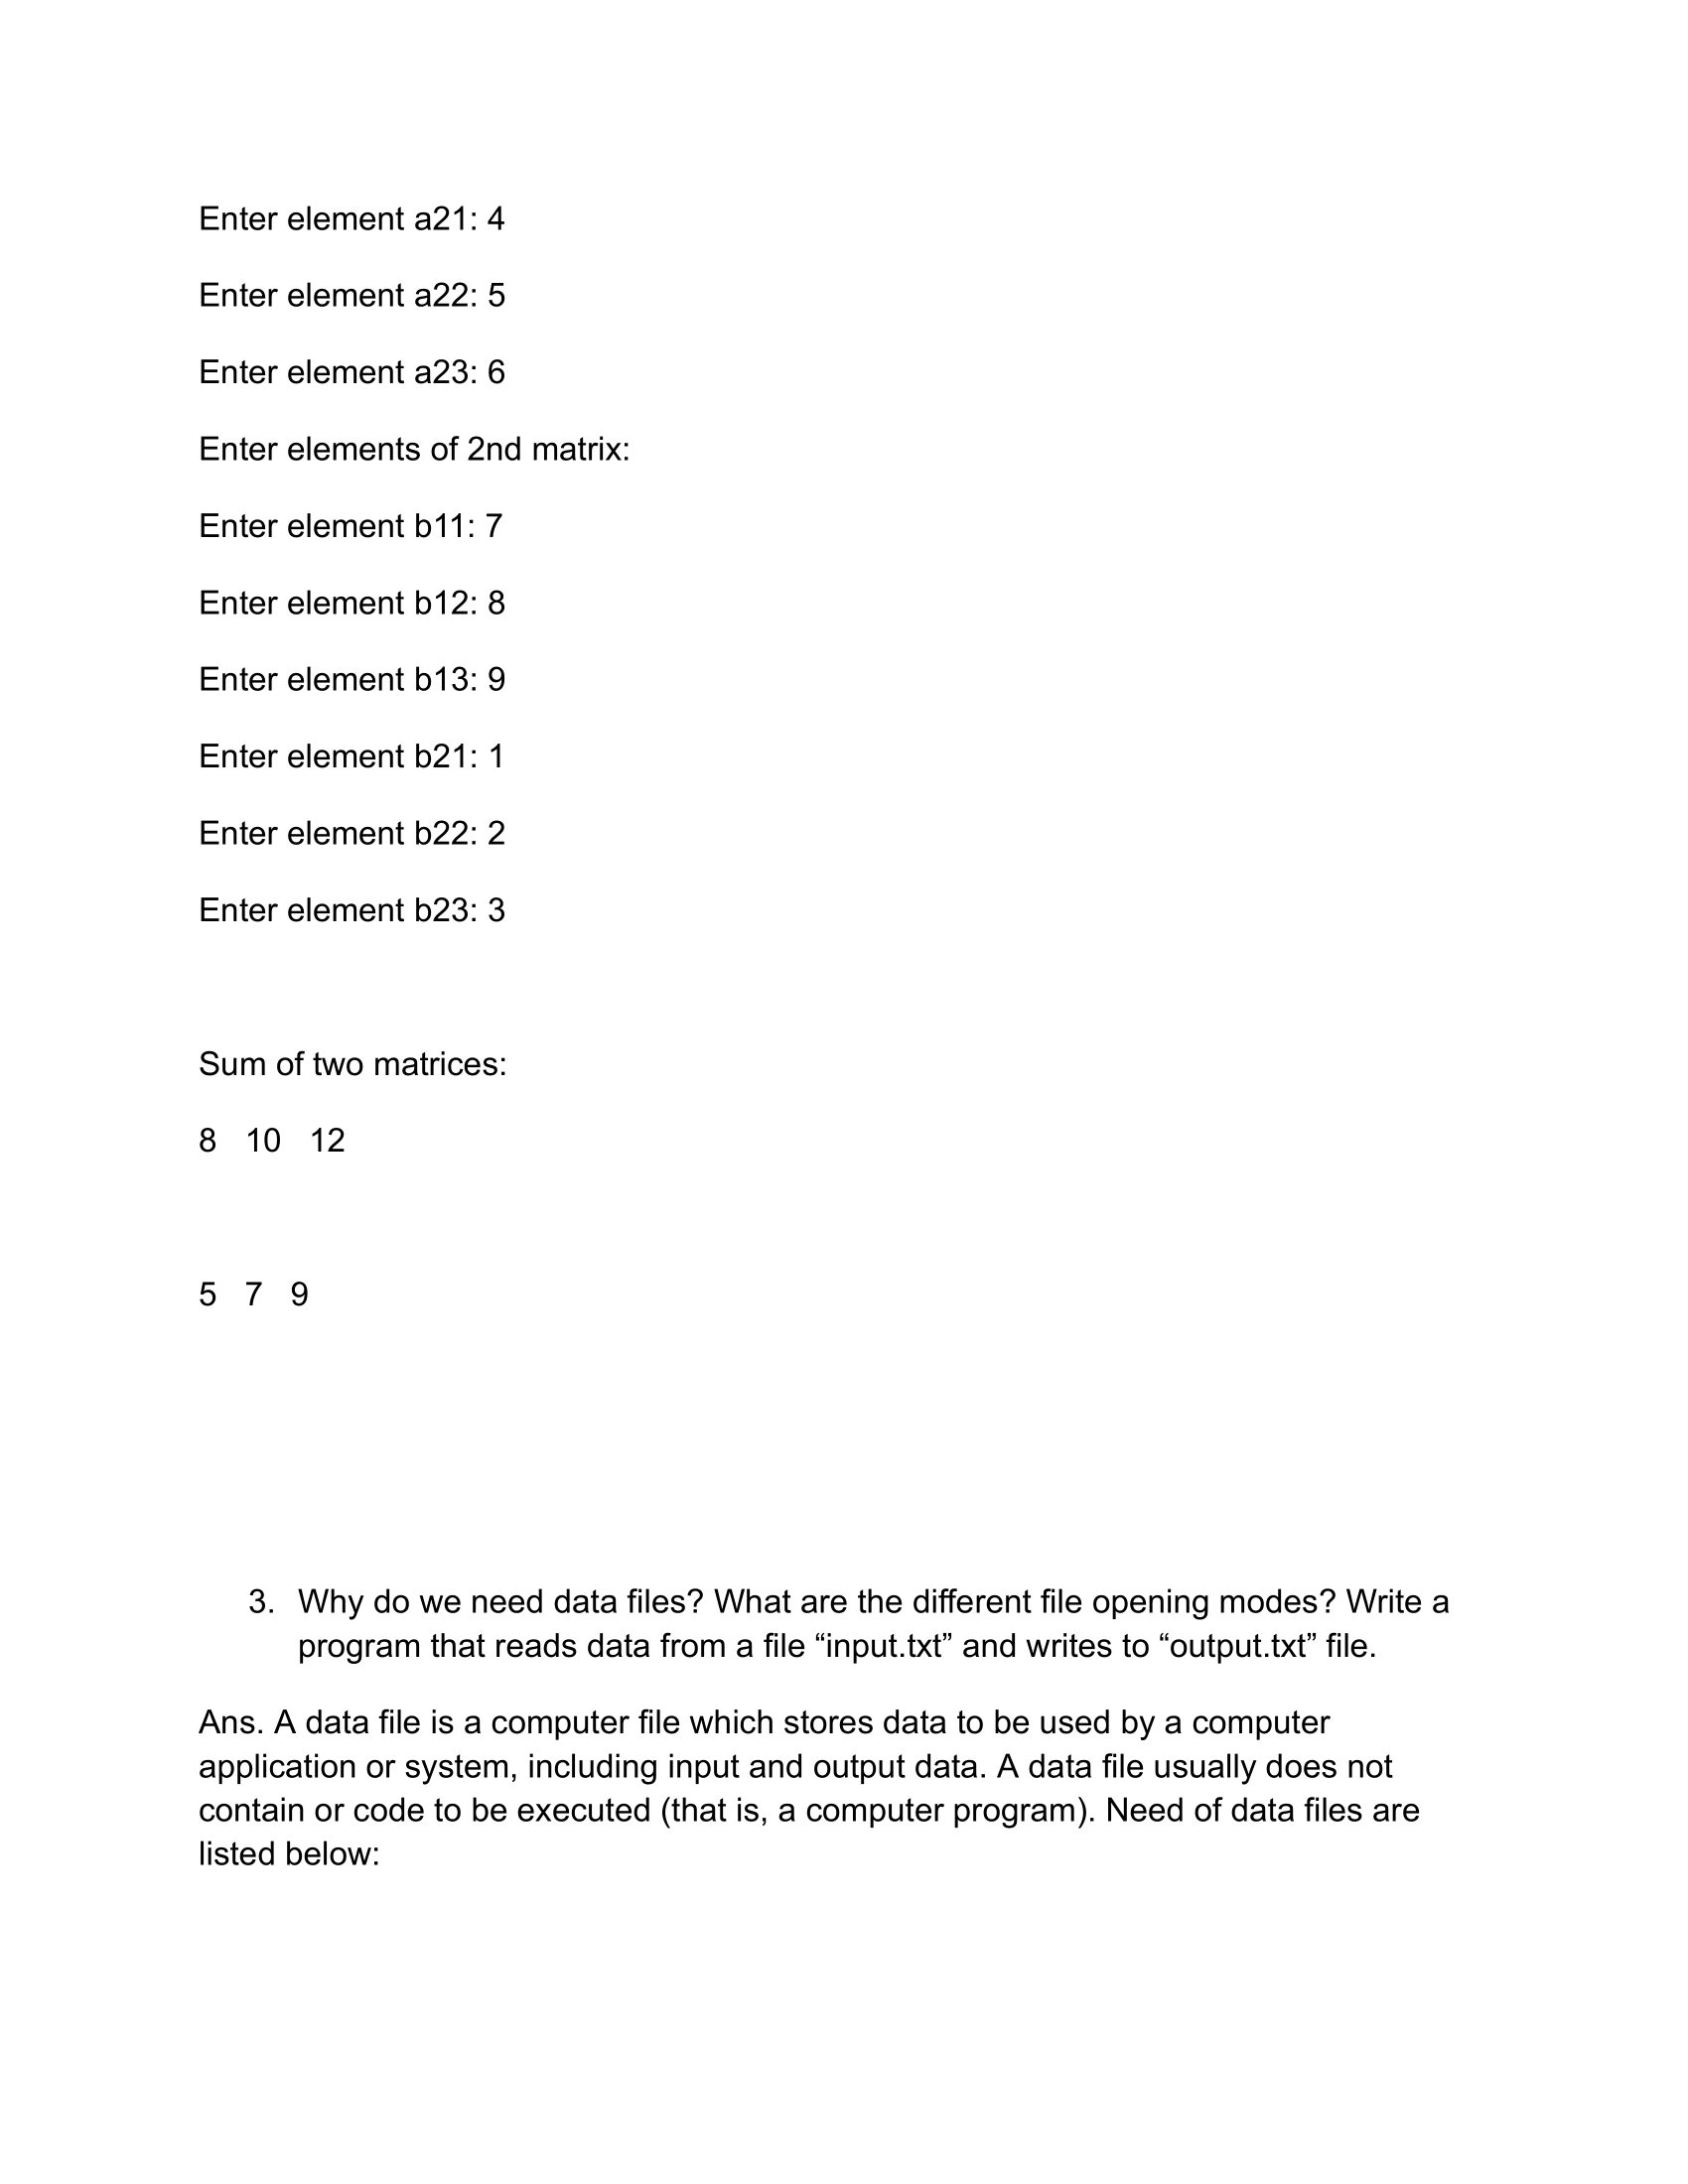 Enter element a21: 4
Enter element a22: 5
Enter element a23: 6
Enter elements of 2nd matrix:
Enter element b11: 7
Enter element b12: 8
Enter element b13: 9
Enter element b21: 1
Enter element b22: 2
Enter element b23: 3
Sum of two matrices:
8   10   12
5   7   9
3. Why do we need data files? What are the different file opening modes? Write a
program that reads data from a file “input.txt” and writes to “output.txt” file.
Ans. A data file is a computer file which stores data to be used by a computer
application or system, including input and output data. A data file usually does not
contain or code to be executed (that is, a computer program). Need of data files are
listed below: